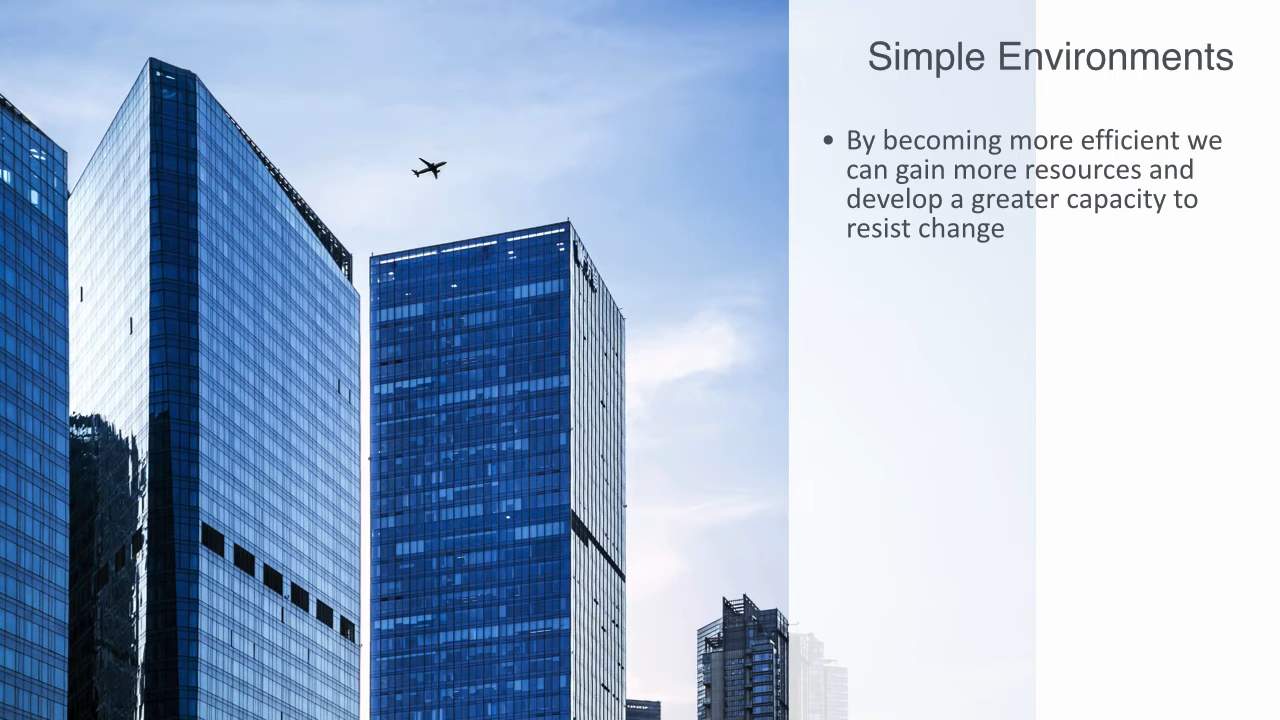 Simple Environments
• By becoming more efficient we
can gain more resources and
develop a greater capacity to
resist change